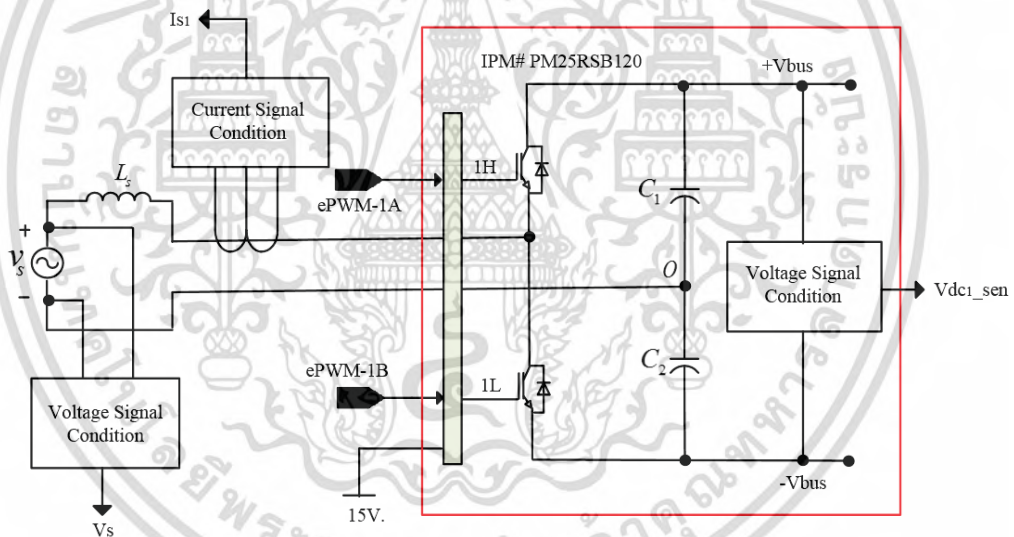 Is1
IPM# PM25RSB120
+Vbus
Current Signal
Condition
1H
ePWM-1A
Ls
C1
+
vs
−
O
Voltage Signal
Condition
Vdc1_sen
C2
ePWM-1B
1L
Voltage Signal
Condition
-Vbus
15V.
Vs